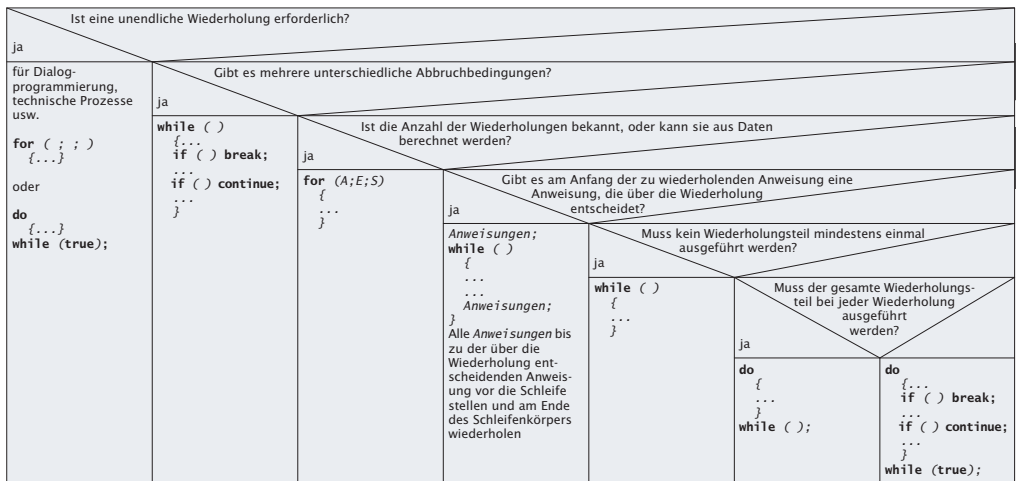 Ist eine unendliche Wiederholung erforderlich?
ja
für Dialog-
programmierung,
technische Prozesse
usw.
for ( ; ; )
{...}
oder
do
{...}
while (true);
Gibt es mehrere unterschiedliche Abbruchbedingungen?
ja
while ( )
{...
if ( ) break;
...
if ( ) continue;
...
}
Ist die Anzahl der Wiederholungen bekannt, oder kann sie aus Daten
berechnet werden?
ja
for (A;E;S)
{
...
}
Gibt es am Anfang der zu wiederholenden Anweisung eine
Anweisung, die über die Wiederholung
entscheidet?
ja
Anweisungen;
while ( )
{
...
...
Anweisungen;
}
Alle Anweisungen bis
zu der über die
Wiederholung ent-
scheidenden Anweis-
ung vor die Schleife
stellen und am Ende
des Schleifenkörpers
wiederholen
Muss kein Wiederholungsteil mindestens einmal
ausgeführt werden?
ja
while ( )
{
...
}
Muss der gesamte Wiederholungs-
teil bei jeder Wiederholung
ausgeführt
werden?
ja
do
{
...
}
while ( );
do
{...
if ( ) break;
...
if ( ) continue;
...
}
while (true);